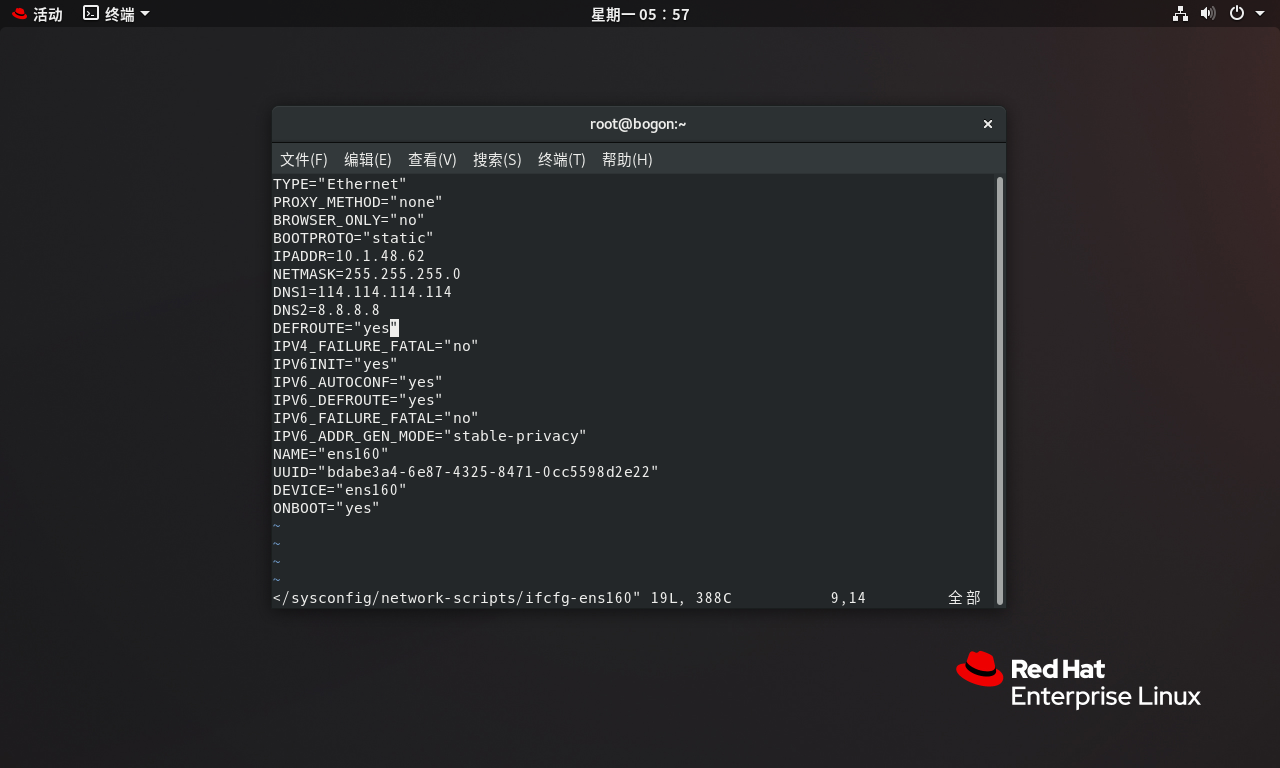 活动 终端 星期一 05：57
root@bogon:~ ×
文件(F) 编辑(E) 查看(V) 搜索(S) 终端(T) 帮助(H)
TYPE="Ethernet"
PROXY_METHOD="none"
BROWSER_ONLY="no"
BOOTPROTO="static"
IPADDR=10.1.48.62
NETMASK=255.255.255.0
DNS1=114.114.114.114
DNS2=8.8.8.8
DEFROUTE="yes"
IPV4_FAILURE_FATAL="no"
IPV6INIT="yes"
IPV6_AUTOCONF="yes"
IPV6_DEFROUTE="yes"
IPV6_FAILURE_FATAL="no"
IPV6_ADDR_GEN_MODE="stable-privacy"
NAME="ens160"
UUID="bdabe3a4-6e87-4325-8471-0cc5598d2e22"
DEVICE="ens160"
ONBOOT="yes"
~
~
~
~
</sysconfig/network-scripts/ifcfg-ens160" 19L, 388C 9,14 全部
Red Hat
Enterprise Linux